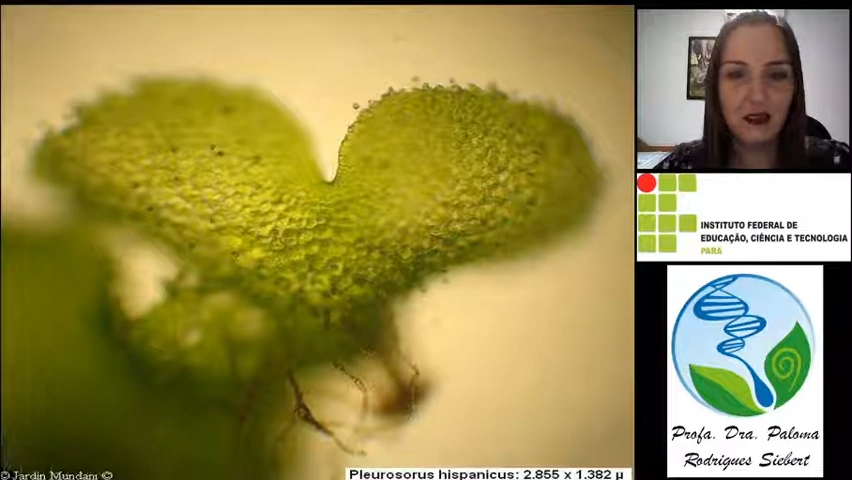 © Jardin Mundani ©
Pleurosorus hispanicus: 2.855 x 1.382 µ
INSTITUTO FEDERAL DE
EDUCAÇÃO, CIÊNCIA E TECNOLOGIA
PARÁ
Profa. Dra. Paloma
Rodrigues Siebert